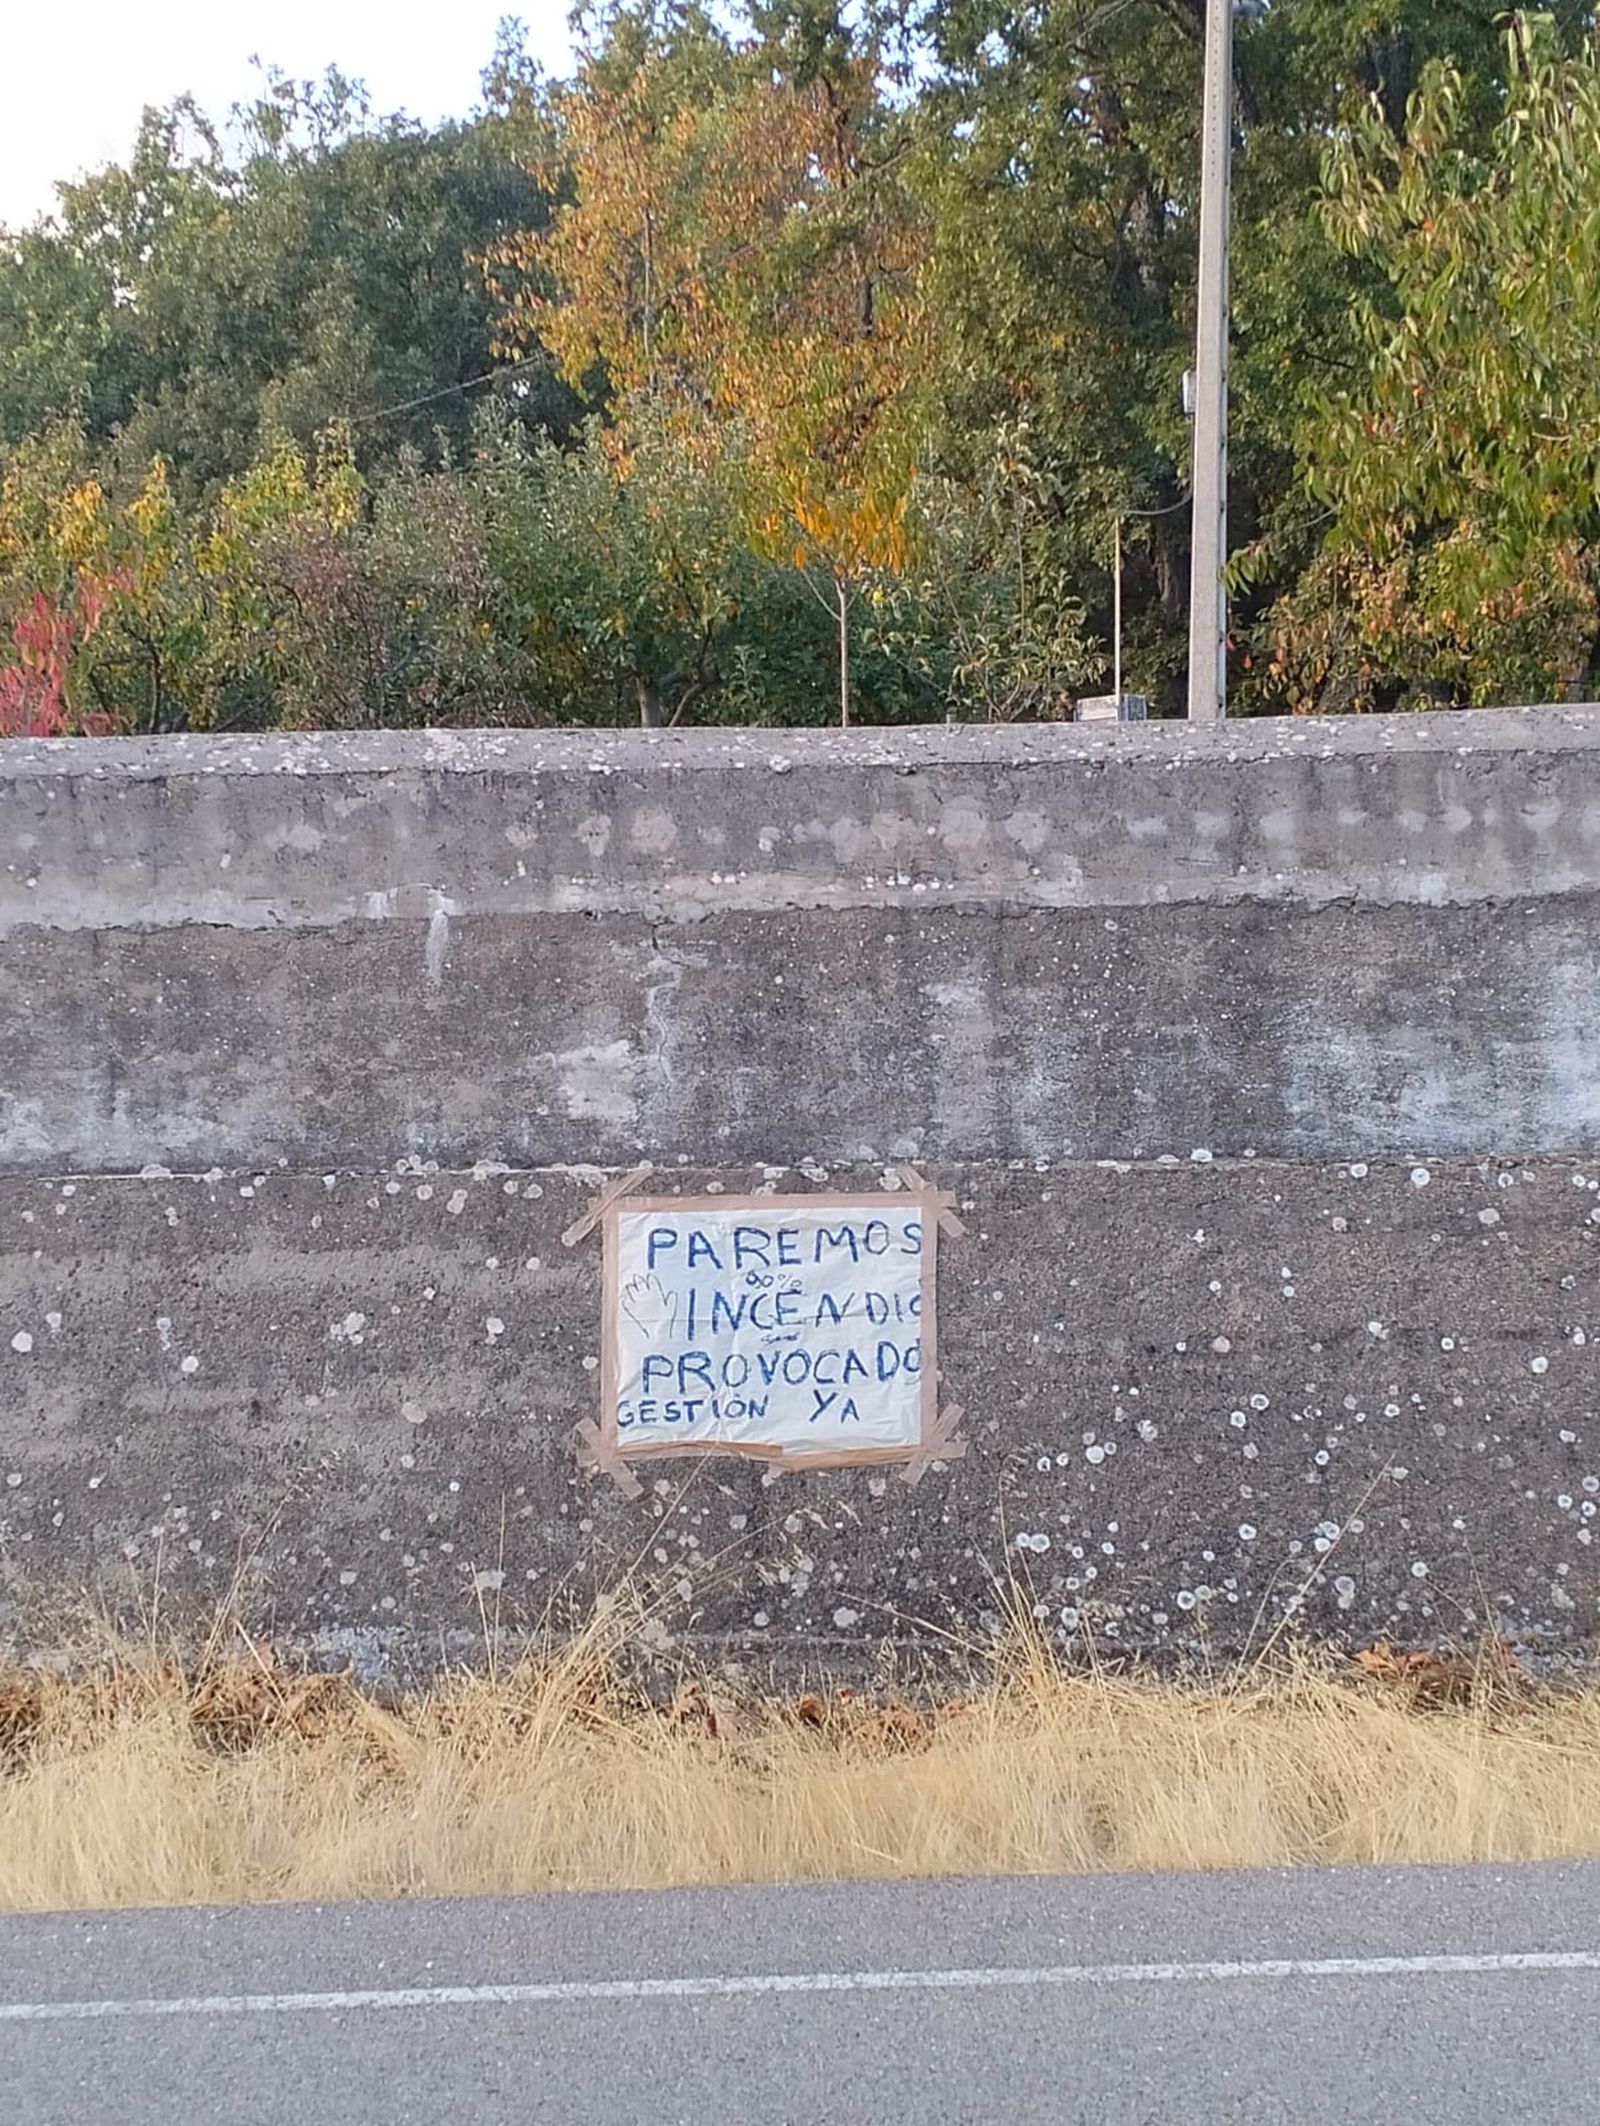 PAREMOS
90%
INCENDIO
PROVOCADO
GESTIÓN YA